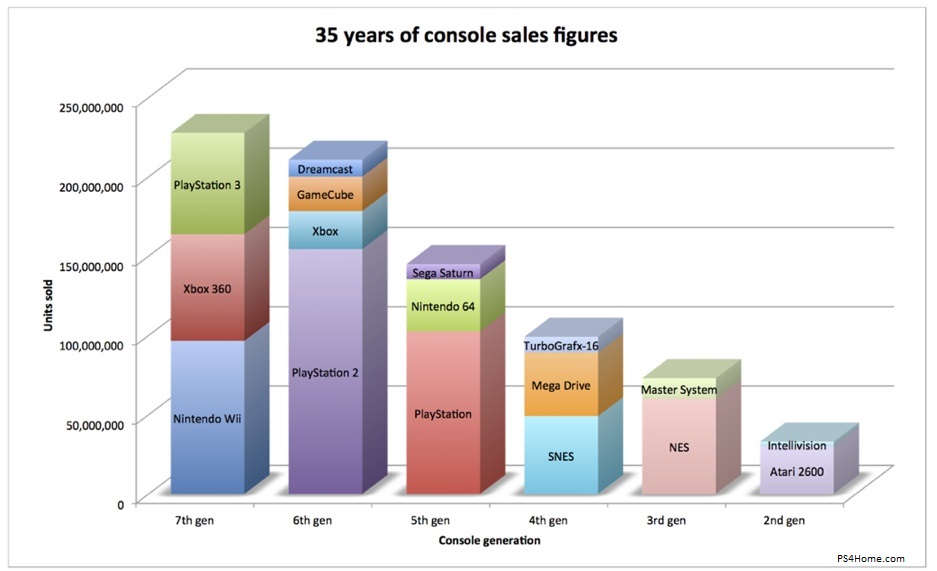 35 years of console sales figures
Units sold
250,000,000
200,000,000
150,000,000
100,000,000
50,000,000
0
PlayStation 3
Xbox 360
Nintendo Wii
Dreamcast
GameCube
Xbox
PlayStation 2
Sega Saturn
Nintendo 64
PlayStation
TurboGrafx-16
Mega Drive
SNES
Master System
NES
Intellivision
Atari 2600
7th gen
6th gen
5th gen
4th gen
3rd gen
2nd gen
Console generation
PS4Home.com